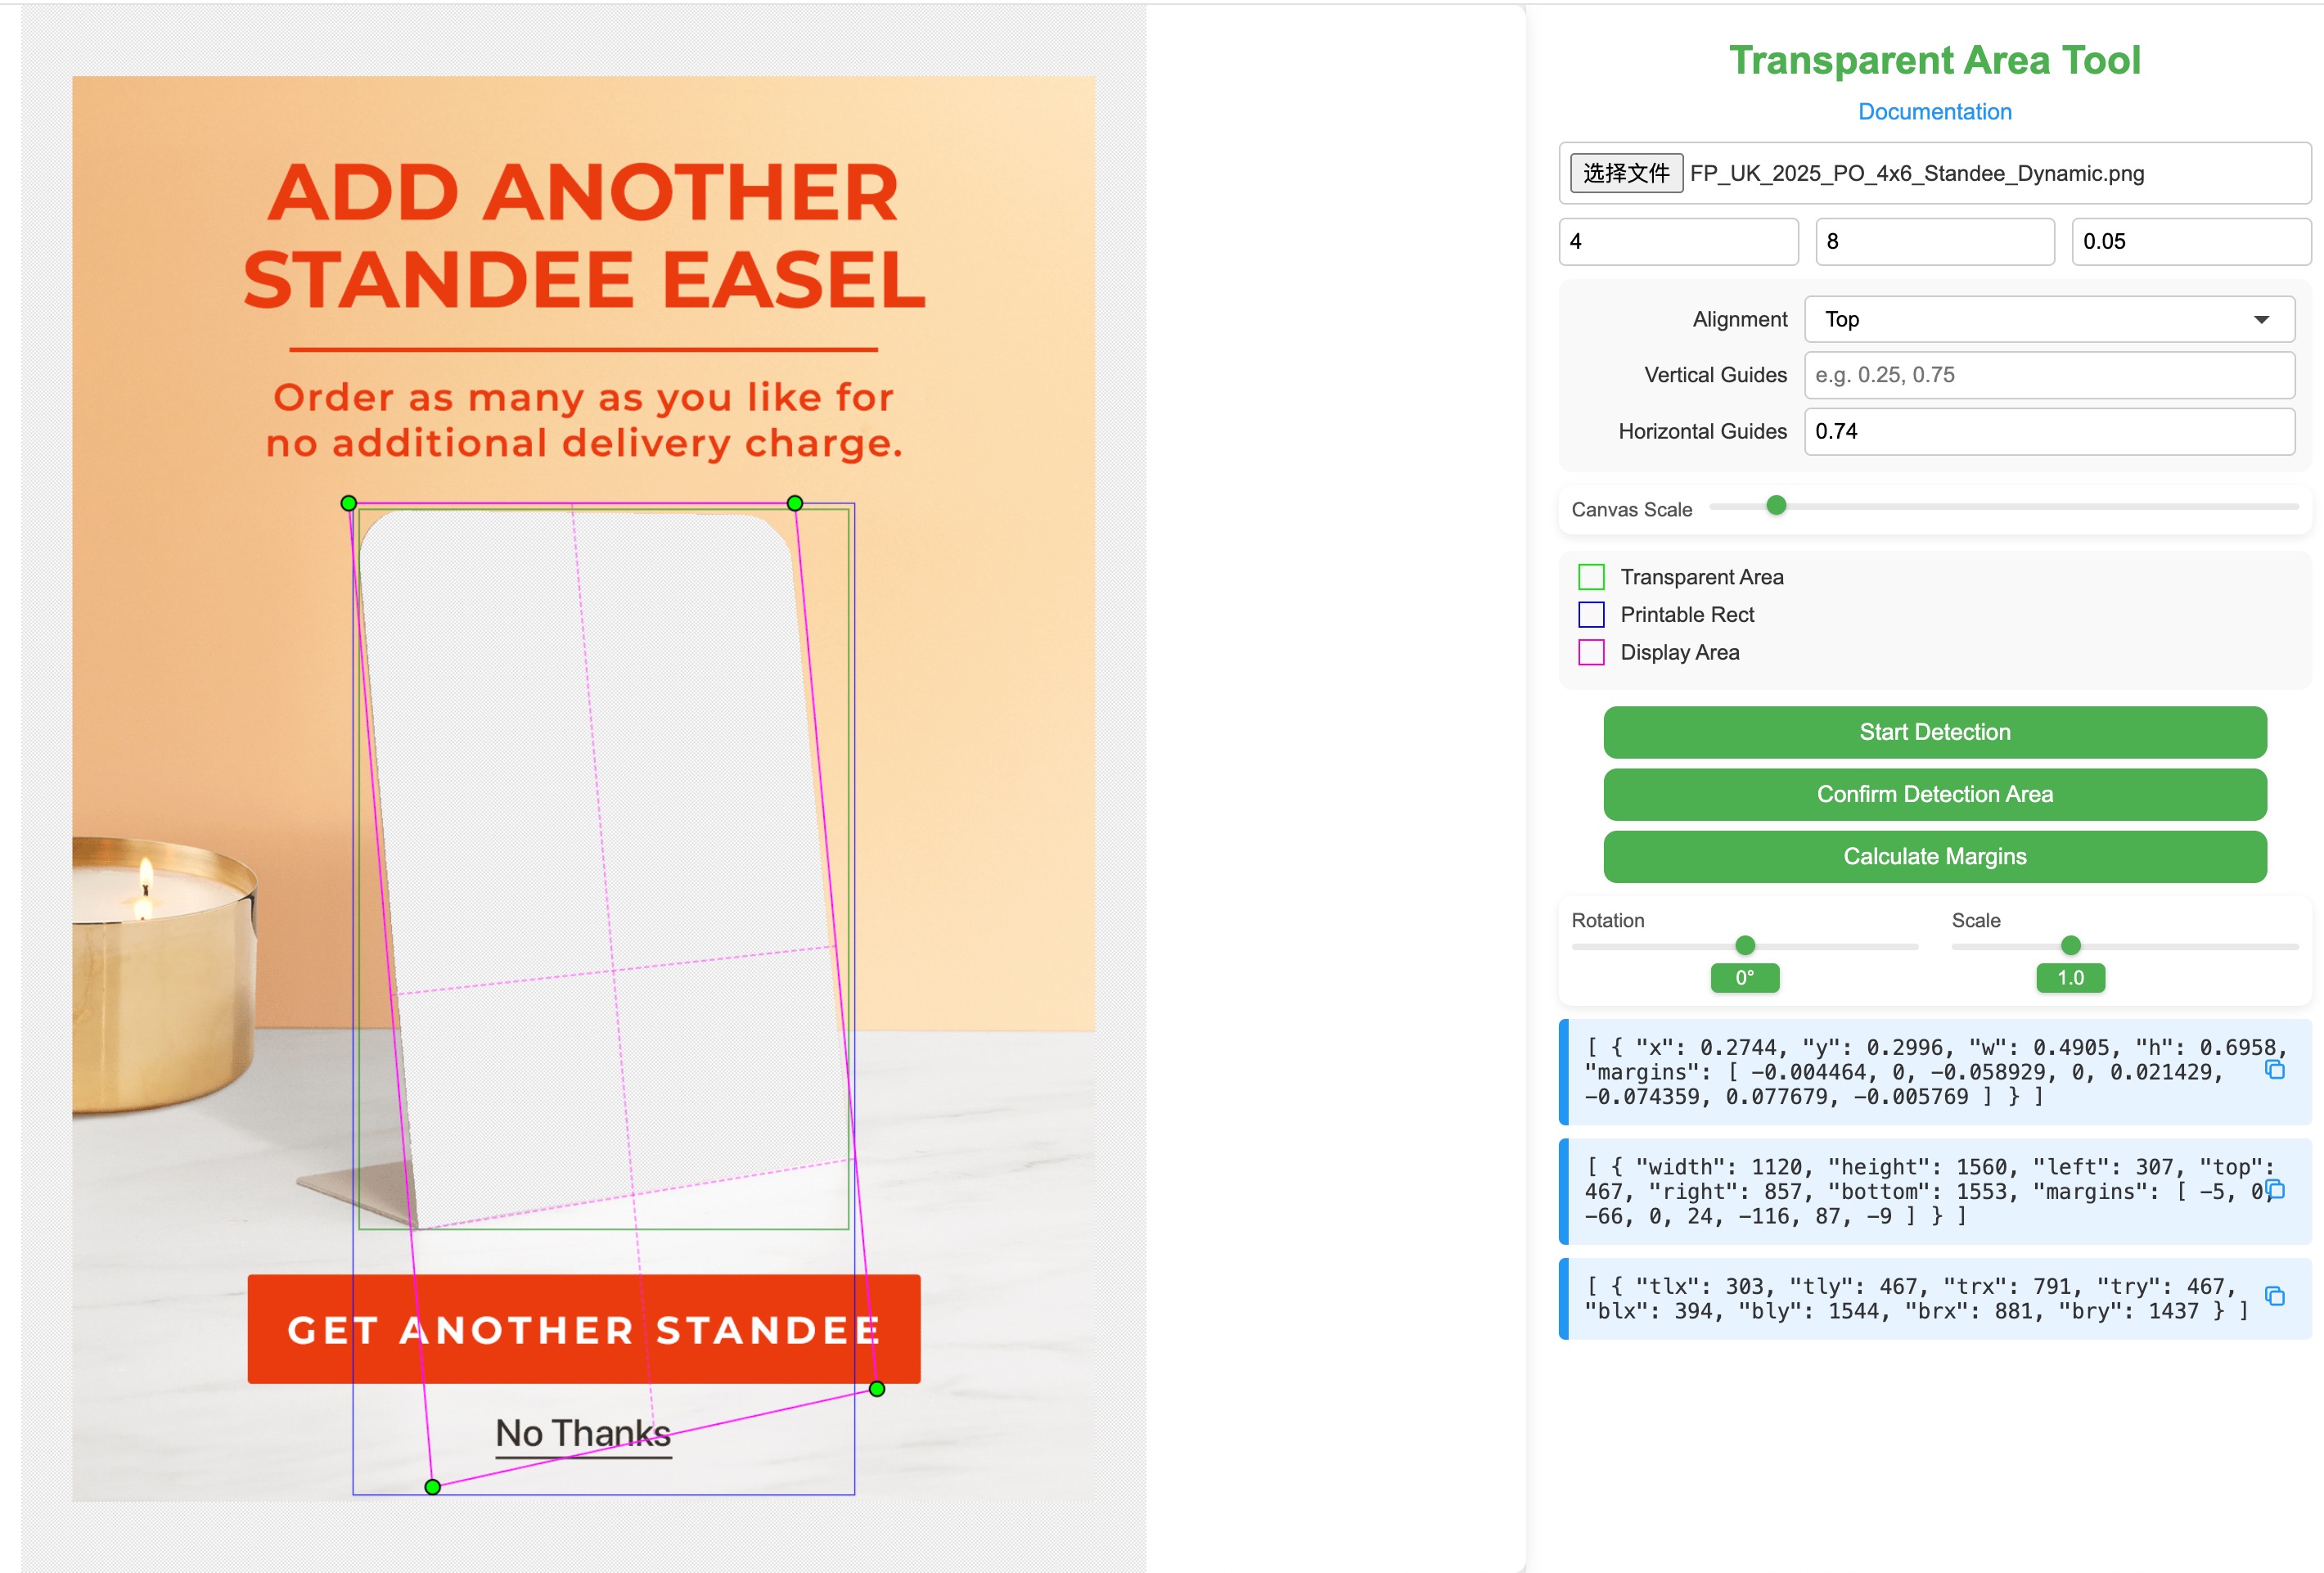 ADD ANOTHER
STANDEE EASEL
Order as many as you like for
no additional delivery charge.
GET ANOTHER STANDEE
No Thanks
Transparent Area Tool
Documentation
选择文件 FP_UK_2025_PO_4x6_Standee_Dynamic.png
4 8 0.05
Alignment Top
Vertical Guides e.g. 0.25, 0.75
Horizontal Guides 0.74
Canvas Scale
Transparent Area
Printable Rect
Display Area
Start Detection
Confirm Detection Area
Calculate Margins
Rotation Scale
0° 1.0
[ { "x": 0.2744, "y": 0.2996, "w": 0.4905, "h": 0.6958,
"margins": [ -0.004464, 0, -0.058929, 0, 0.021429,
-0.074359, 0.077679, -0.005769 ] } ]
[ { "width": 1120, "height": 1560, "left": 307, "top":
467, "right": 857, "bottom": 1553, "margins": [ -5, 0,
-66, 0, 24, -116, 87, -9 ] } ]
[ { "tlx": 303, "tly": 467, "trx": 791, "try": 467,
"blx": 394, "bly": 1544, "brx": 881, "bry": 1437 } ]